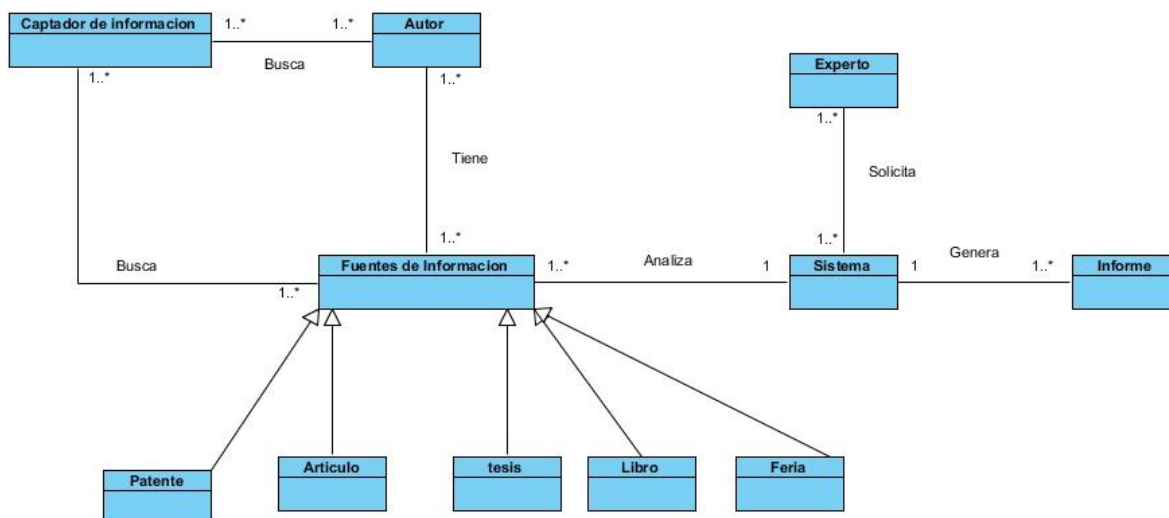 Captador de informacion
1..*
1..*
Autor
Busca
1..*
1..*
Experto
1..*
Tiene
Solicita
1..*
1..*
Busca
1..*
Fuentes de Informacion
1..*
Analiza
1
Sistema
1
Genera
1..*
Informe
Patente
Articulo
tesis
Libro
Feria